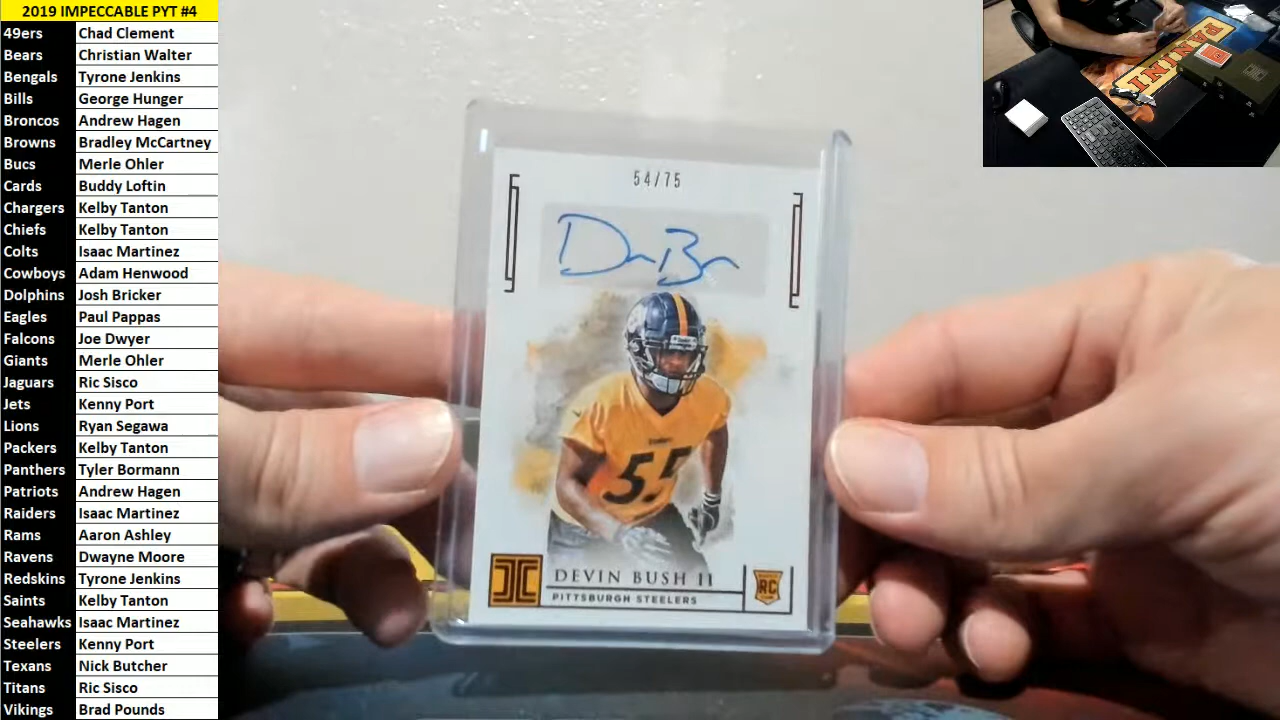 2019 IMPECCABLE PYT #4
49ers Chad Clement
Bears Christian Walter
Bengals Tyrone Jenkins
Bills George Hunger
Broncos Andrew Hagen
Browns Bradley McCartney
Bucs Merle Ohler
Cards Buddy Loftin
Chargers Kelby Tanton
Chiefs Kelby Tanton
Colts Isaac Martinez
Cowboys Adam Henwood
Dolphins Josh Bricker
Eagles Paul Pappas
Falcons Joe Dwyer
Giants Merle Ohler
Jaguars Ric Sisco
Jets Kenny Port
Lions Ryan Segawa
Packers Kelby Tanton
Panthers Tyler Bormann
Patriots Andrew Hagen
Raiders Isaac Martinez
Rams Aaron Ashley
Ravens Dwayne Moore
Redskins Tyrone Jenkins
Saints Kelby Tanton
Seahawks Isaac Martinez
Steelers Kenny Port
Texans Nick Butcher
Titans Ric Sisco
Vikings Brad Pounds
54/75
55
DEVIN BUSH II
PITTSBURGH STEELERS
RC
PANINI